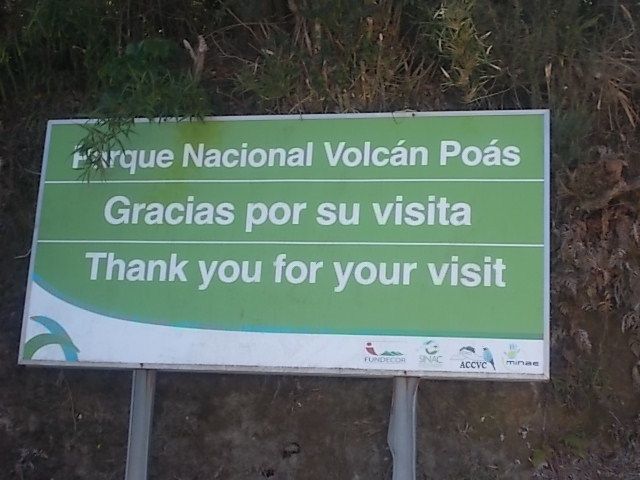 Parque Nacional Volcán Poás
Gracias por su visita
Thank you for your visit
FUNDECOR SINAC ACCVC minae